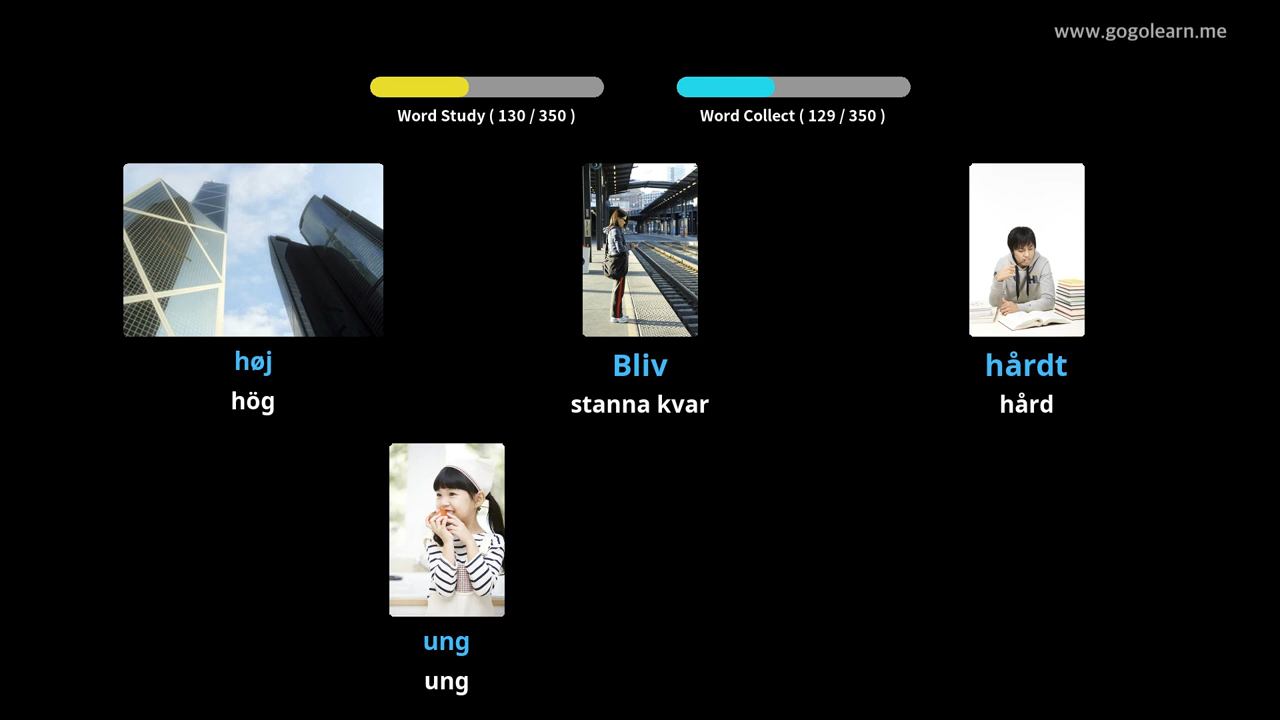 www.gogolearn.me
Word Study ( 130 / 350 )
Word Collect ( 129 / 350 )
høj
hög
Bliv
stanna kvar
hårdt
hård
ung
ung